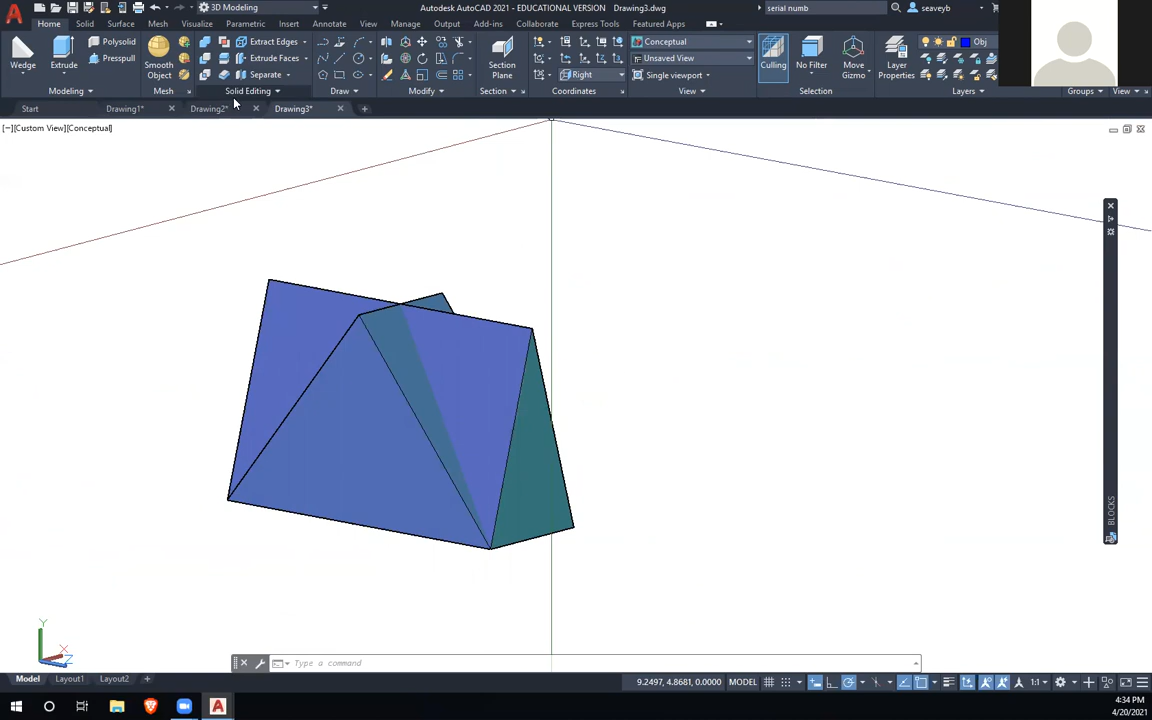 3D Modeling
Autodesk AutoCAD 2021 - EDUCATIONAL VERSION    Drawing3.dwg
serial numb
seaveyb
Home Solid Surface Mesh Visualize Parametric Insert Annotate View Manage Output Add-ins Collaborate Express Tools Featured Apps
Wedge
Extrude
Polysolid
Presspull
Smooth
Object
Extract Edges
Extrude Faces
Separate
Section
Plane
Right
Conceptual
Unsaved View
Single viewport
Culling
No Filter
Move
Gizmo
Layer
Properties
Obj
Modeling
Mesh
Solid Editing
Draw
Modify
Section
Coordinates
View
Selection
Layers
Groups
View
Start
Drawing1*
Drawing2*
Drawing3*
[−][Custom View][Conceptual]
BLOCKS
Y
X
Z
Type a command
Model Layout1 Layout2
9.2497, 4.8681, 0.0000 MODEL
1:1
4:34 PM
4/20/2021